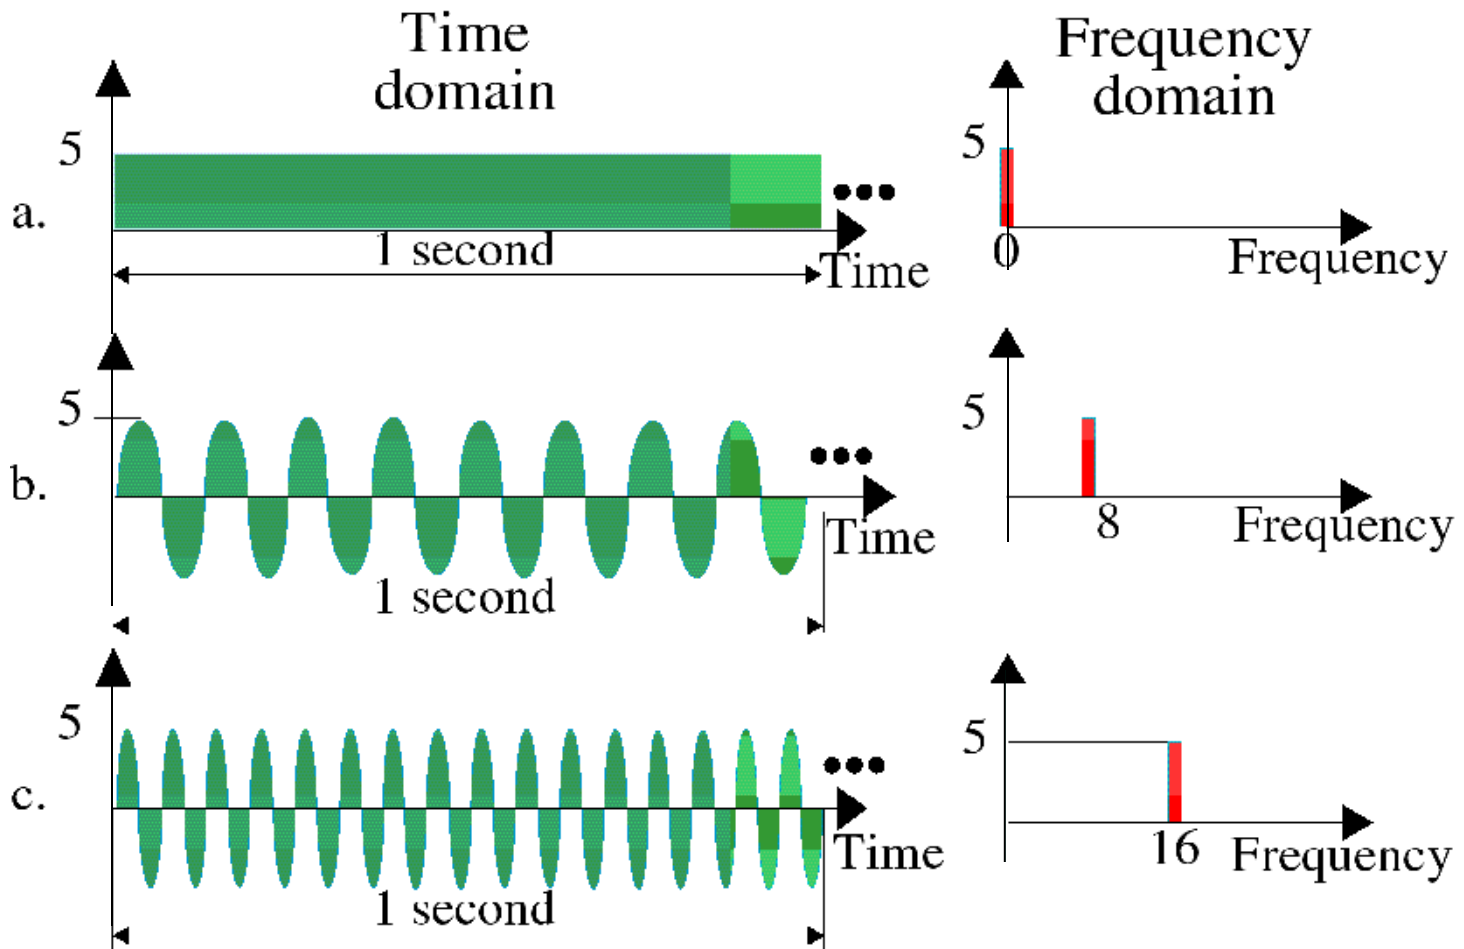 Time
domain
Frequency
domain
5
5
a.
1 second
Time
0
Frequency
5
5
b.
Time
8
Frequency
1 second
5
5
c.
Time
16
Frequency
1 second